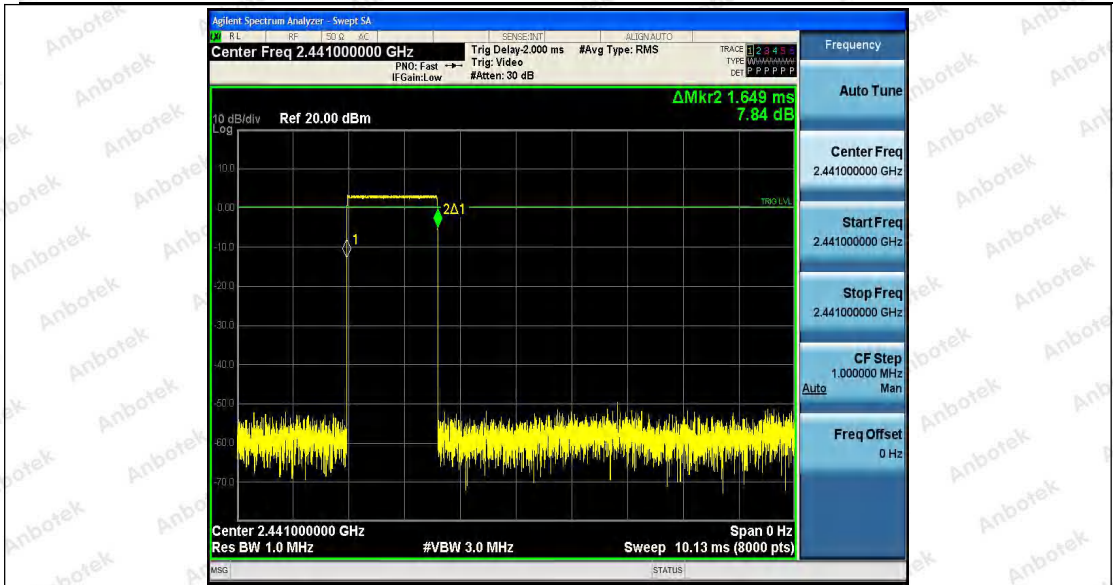 Agilent Spectrum Analyzer - Swept SA
RL RF 50 Ω AC SENSE:INT ALIGN AUTO
Center Freq 2.441000000 GHz
PNO: Fast
IFGain:Low
Trig Delay-2.000 ms
Trig: Video
#Atten: 30 dB
#Avg Type: RMS
TRACE 1 2 3 4 5 6
TYPE
DET P P P P P P
ΔMkr2 1.649 ms
7.84 dB
10 dB/div Ref 20.00 dBm
Log
10.0
0.00
-10.0
-20.0
-30.0
-40.0
-50.0
-60.0
-70.0
TRIG LVL
2Δ1
1
Center 2.441000000 GHz
Span 0 Hz
Res BW 1.0 MHz #VBW 3.0 MHz Sweep 10.13 ms (8000 pts)
MSG STATUS
Frequency
Auto Tune
Center Freq
2.441000000 GHz
Start Freq
2.441000000 GHz
Stop Freq
2.441000000 GHz
CF Step
1.000000 MHz
Auto Man
Freq Offset
0 Hz
Anbotek